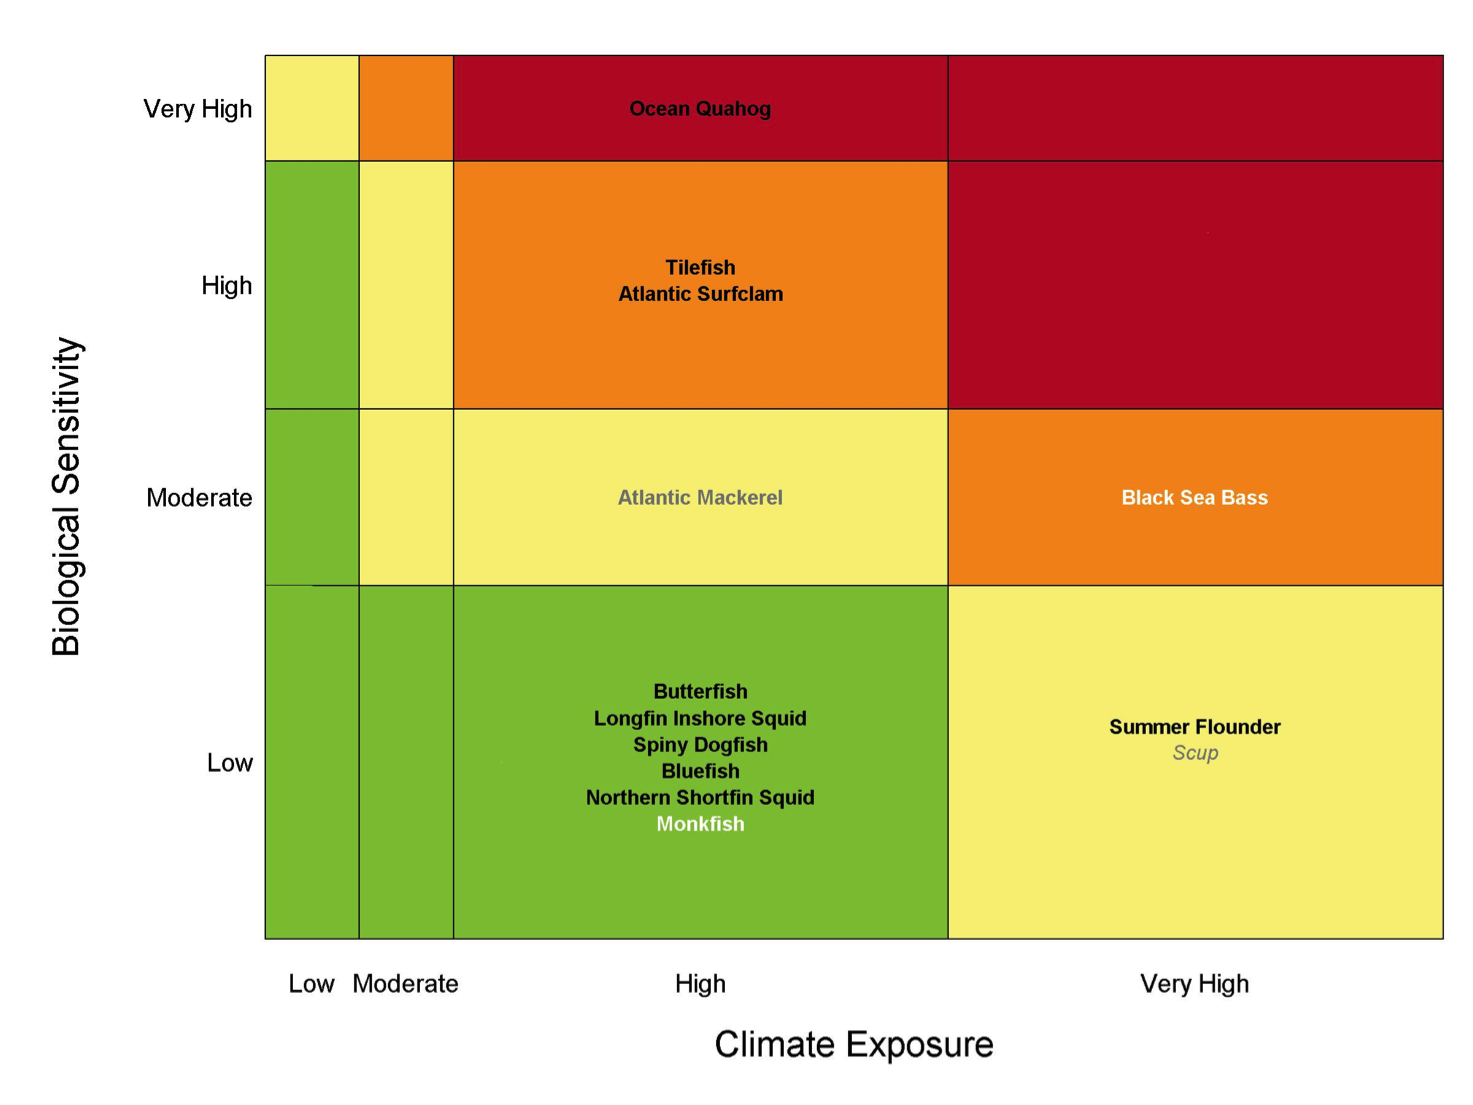 Very High
Ocean Quahog
High
Tilefish
Atlantic Surfclam
Biological Sensitivity
Moderate
Atlantic Mackerel
Black Sea Bass
Low
Butterfish
Longfin Inshore Squid
Spiny Dogfish
Bluefish
Northern Shortfin Squid
Monkfish
Summer Flounder
Scup
Low
Moderate
High
Very High
Climate Exposure